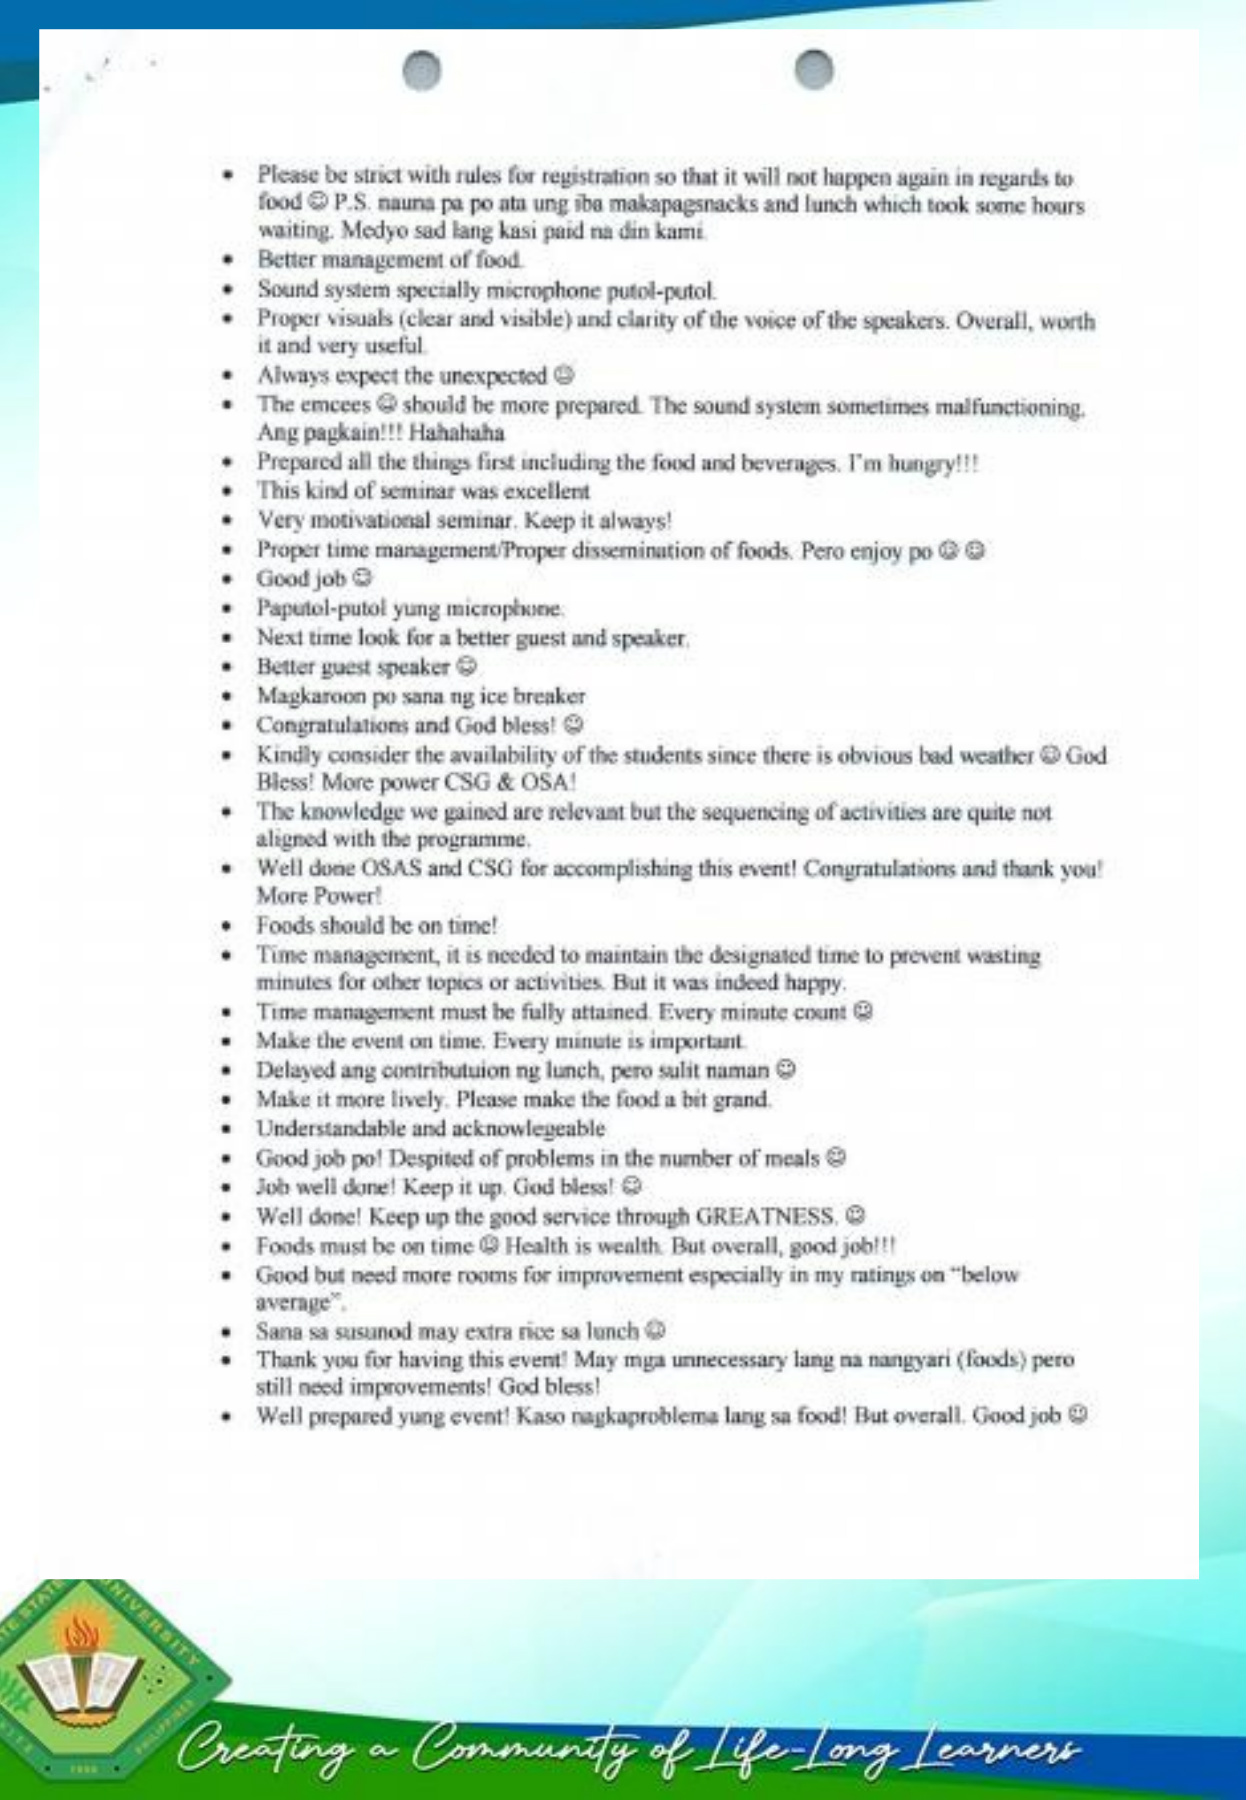 • Please be strict with rules for registration so that it will not happen again in regards to
food ☺ P.S. nauna pa po ata ung iba makapagsnacks and lunch which took some hours
waiting. Medyo sad lang kasi paid na din kami.
• Better management of food.
• Sound system specially microphone putol-putol.
• Proper visuals (clear and visible) and clarity of the voice of the speakers. Overall, worth
it and very useful.
• Always expect the unexpected ☺
• The emcees ☺ should be more prepared. The sound system sometimes malfunctioning.
Ang pagkain!!! Hahahaha
• Prepared all the things first including the food and beverages. I'm hungry!!!
• This kind of seminar was excellent
• Very motivational seminar. Keep it always!
• Proper time management/Proper dissemination of foods. Pero enjoy po ☺ ☺
• Good job ☺
• Paputol-putol yung microphone.
• Next time look for a better guest and speaker.
• Better guest speaker ☺
• Magkaroon po sana ng ice breaker
• Congratulations and God bless! ☺
• Kindly consider the availability of the students since there is obvious bad weather ☺ God
Bless! More power CSG & OSA!
• The knowledge we gained are relevant but the sequencing of activities are quite not
aligned with the programme.
• Well done OSAS and CSG for accomplishing this event! Congratulations and thank you!
More Power!
• Foods should be on time!
• Time management, it is needed to maintain the designated time to prevent wasting
minutes for other topics or activities. But it was indeed happy.
• Time management must be fully attained. Every minute count ☺
• Make the event on time. Every minute is important.
• Delayed ang contributuion ng lunch, pero sulit naman ☺
• Make it more lively. Please make the food a bit grand.
• Understandable and acknowlegeable
• Good job po! Despited of problems in the number of meals ☺
• Job well done! Keep it up. God bless! ☺
• Well done! Keep up the good service through GREATNESS. ☺
• Foods must be on time ☺ Health is wealth. But overall, good job!!!
• Good but need more rooms for improvement especially in my ratings on "below
average".
• Sana sa susunod may extra rice sa lunch ☺
• Thank you for having this event! May mga unnecessary lang na nangyari (foods) pero
still need improvements! God bless!
• Well prepared yung event! Kaso nagkaproblema lang sa food! But overall. Good job ☺
UNIVERSITY
PHILIPPINES
Creating a Community of Life-Long Learners